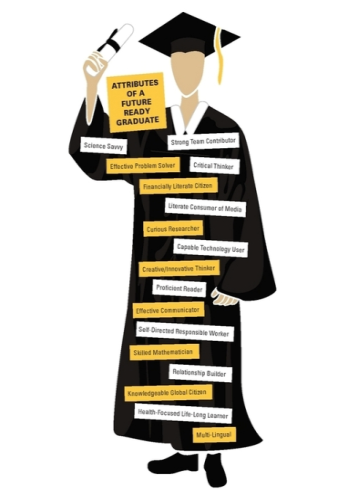 ATTRIBUTES
OF A
FUTURE
READY
GRADUATE
Science Savvy
Strong Team Contributor
Effective Problem Solver
Critical Thinker
Financially Literate Citizen
Literate Consumer of Media
Curious Researcher
Capable Technology User
Creative/Innovative Thinker
Proficient Reader
Effective Communicator
Self-Directed Responsible Worker
Skilled Mathematician
Relationship Builder
Knowledgeable Global Citizen
Health-Focused Life-Long Learner
Multi Lingual